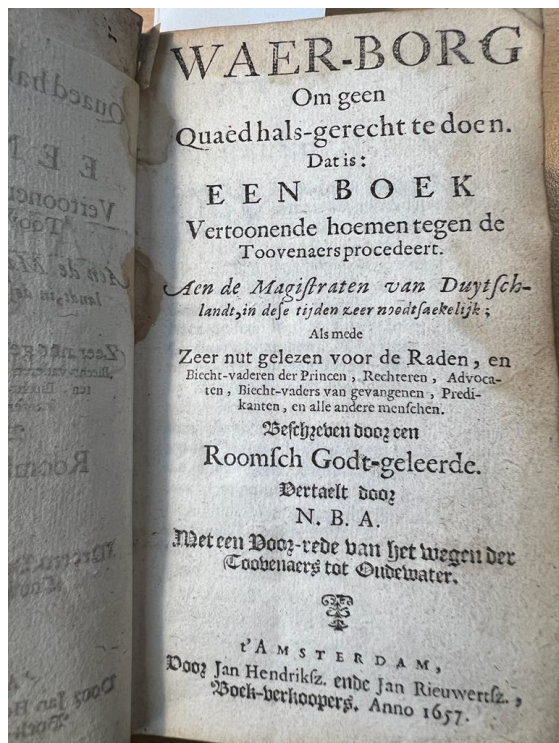 WAER-BORG
Om geen
Quaed hals-gerecht te doen.
Dat is:
EEN BOEK
Vertoonende hoemen tegen de
Toovenaers procedeert.
Aen de Magiſtraten van Duytſch-
landt, in deſe tijden zeer noodtſaekelijk;
Als mede
Zeer nut gelezen voor de Raden, en
Biecht-vaderen der Princen, Rechteren, Advoca-
ten, Biecht-vaders van gevangenen, Predi-
kanten, en alle andere menſchen.
Beſchreven door een
Roomſch Godt-geleerde.
Vertaelt door
N. B. A.
Met een Voor-rede van het wegen der
Toovenaers tot Oudewater.
t'AMSTERDAM,
Door Jan Hendrikſz. ende Jan Rieuwertſz.,
Boek-verkoopers, Anno 1657.